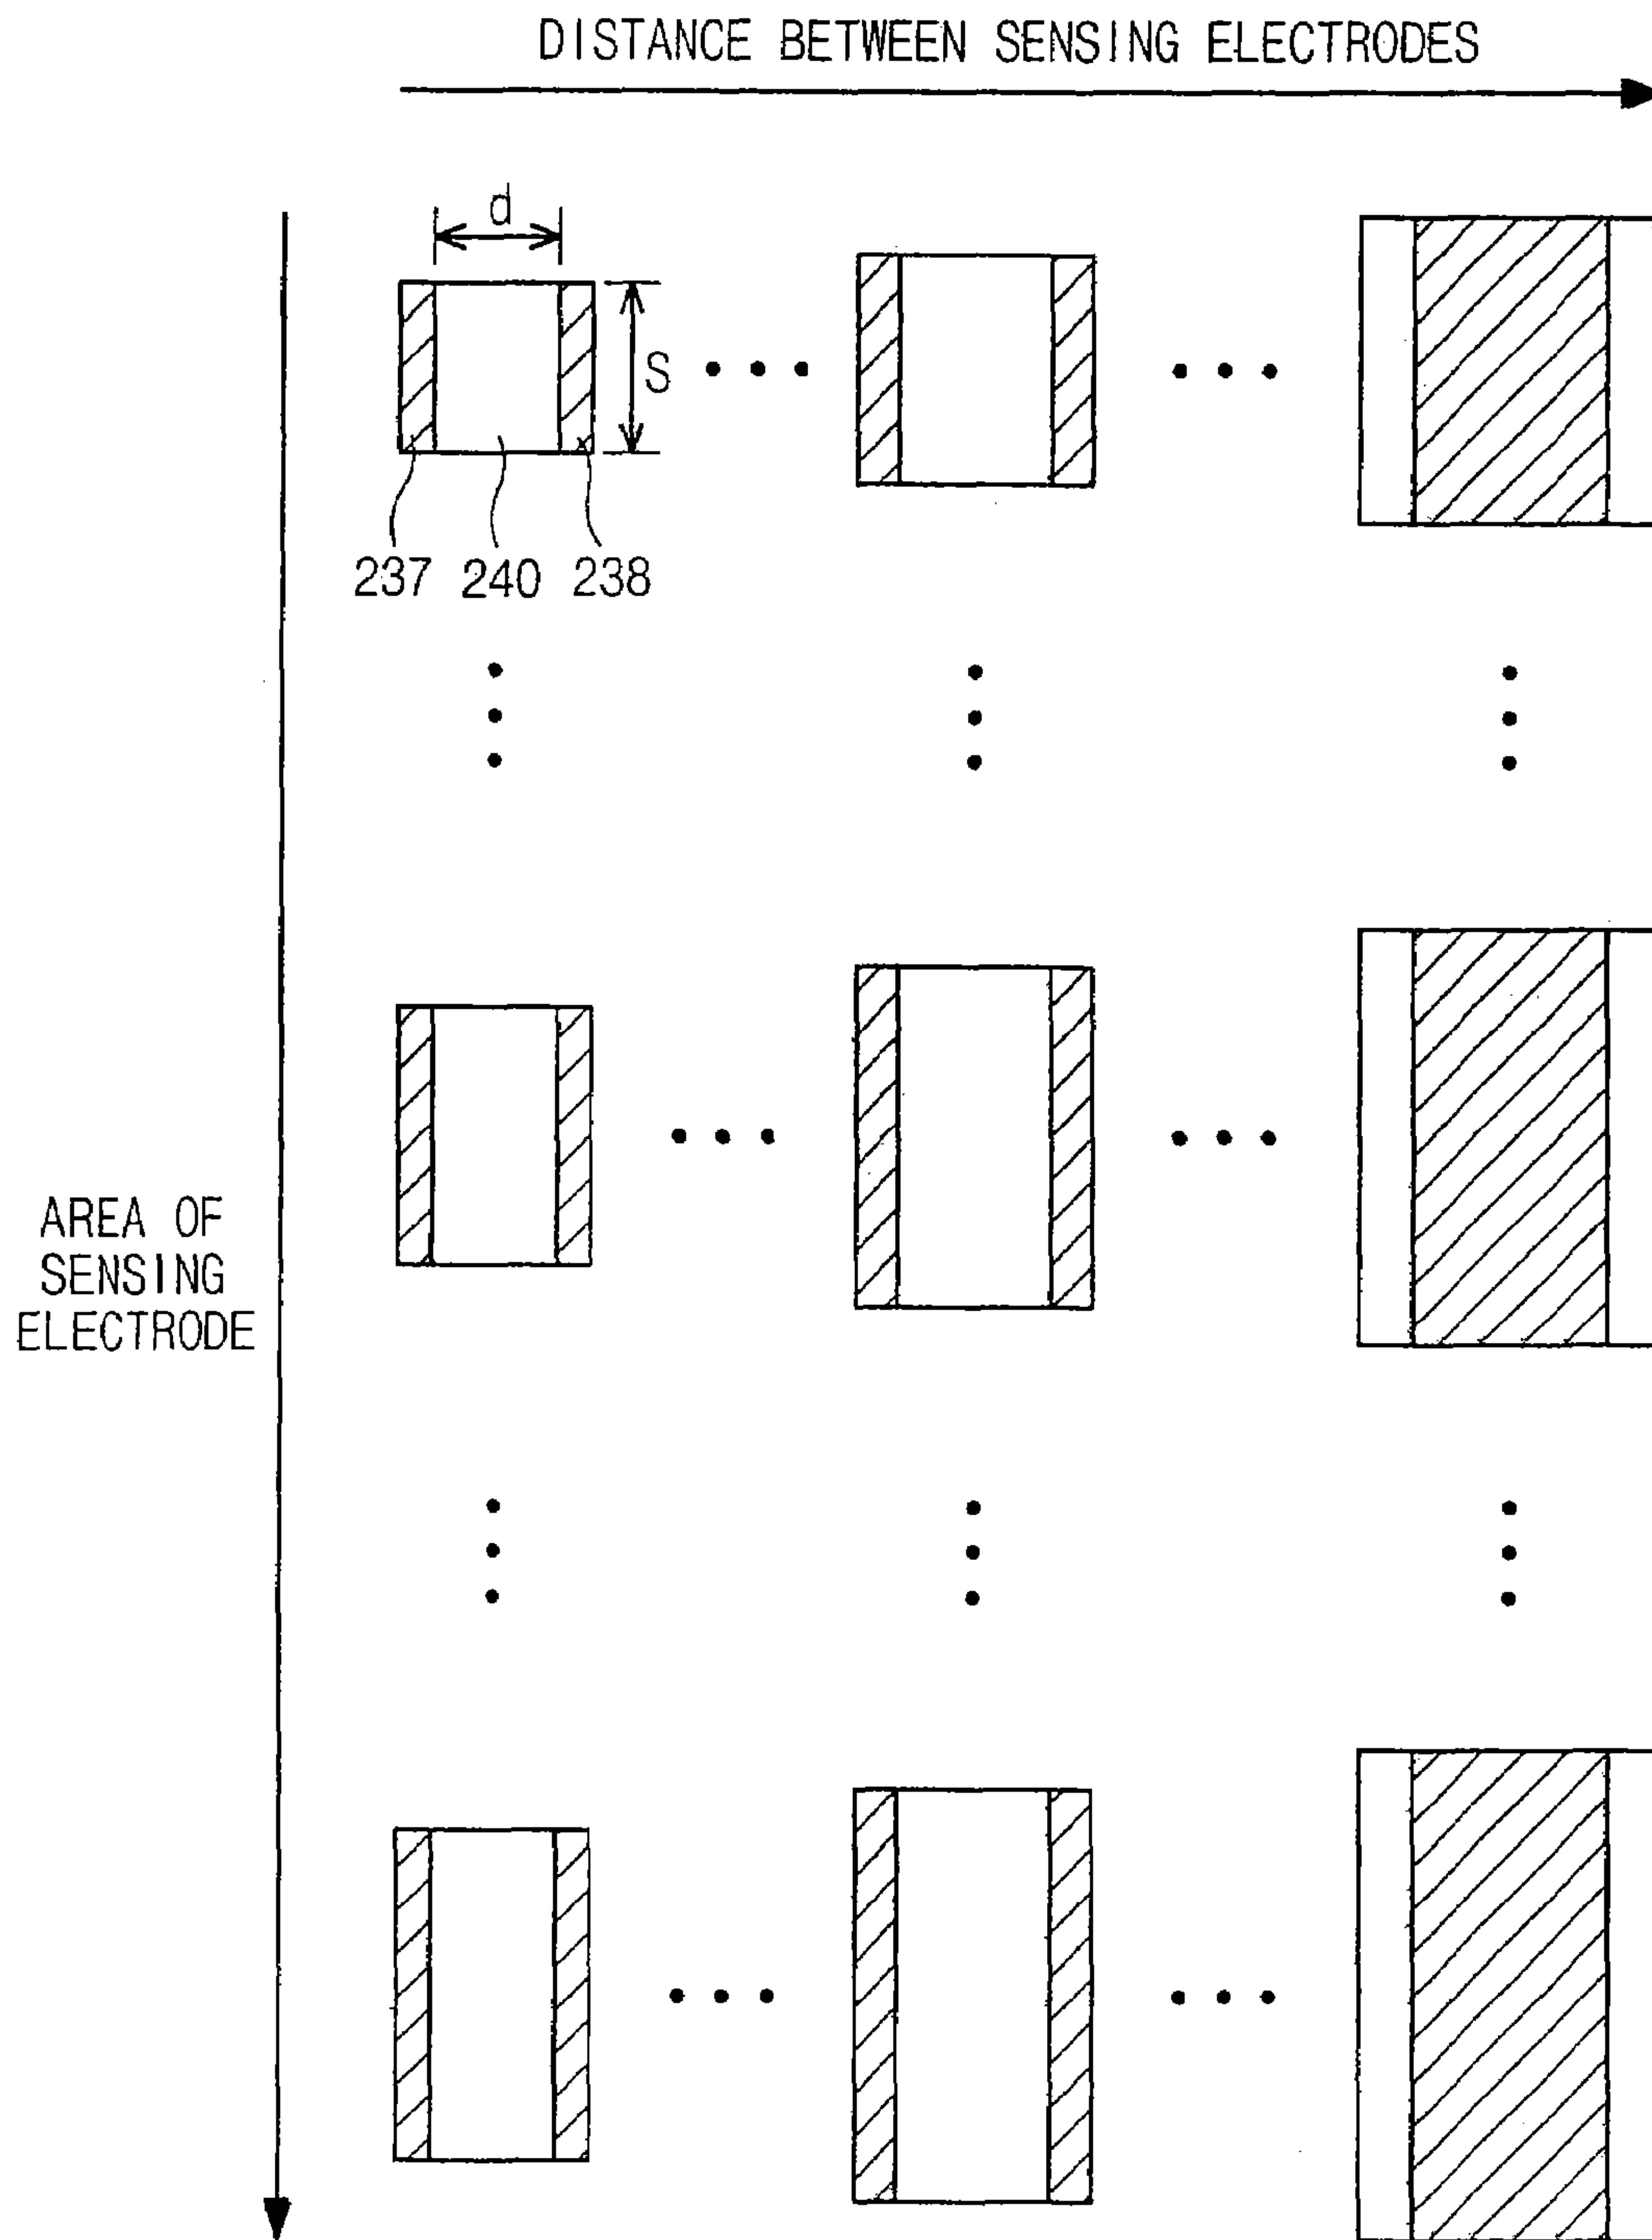 DISTANCE BETWEEN SENSING ELECTRODES
d
S
237 240 238
AREA OF
SENSING
ELECTRODE